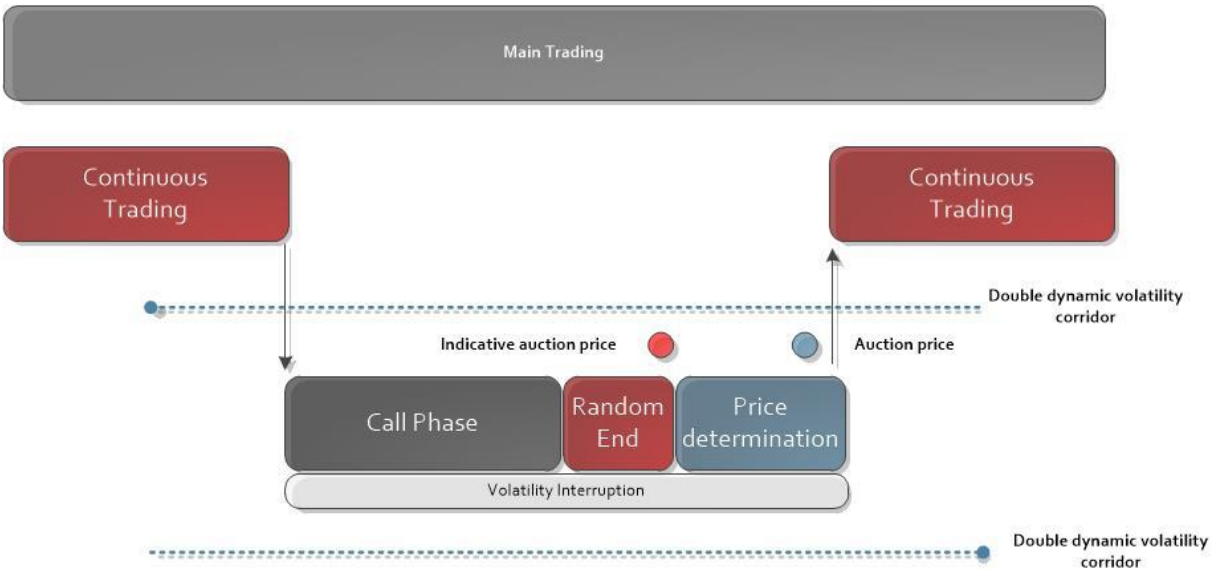 Main Trading
Continuous
Trading
Continuous
Trading
Double dynamic volatility
corridor
Indicative auction price
Auction price
Call Phase
Random
End
Price
determination
Volatility Interruption
Double dynamic volatility
corridor